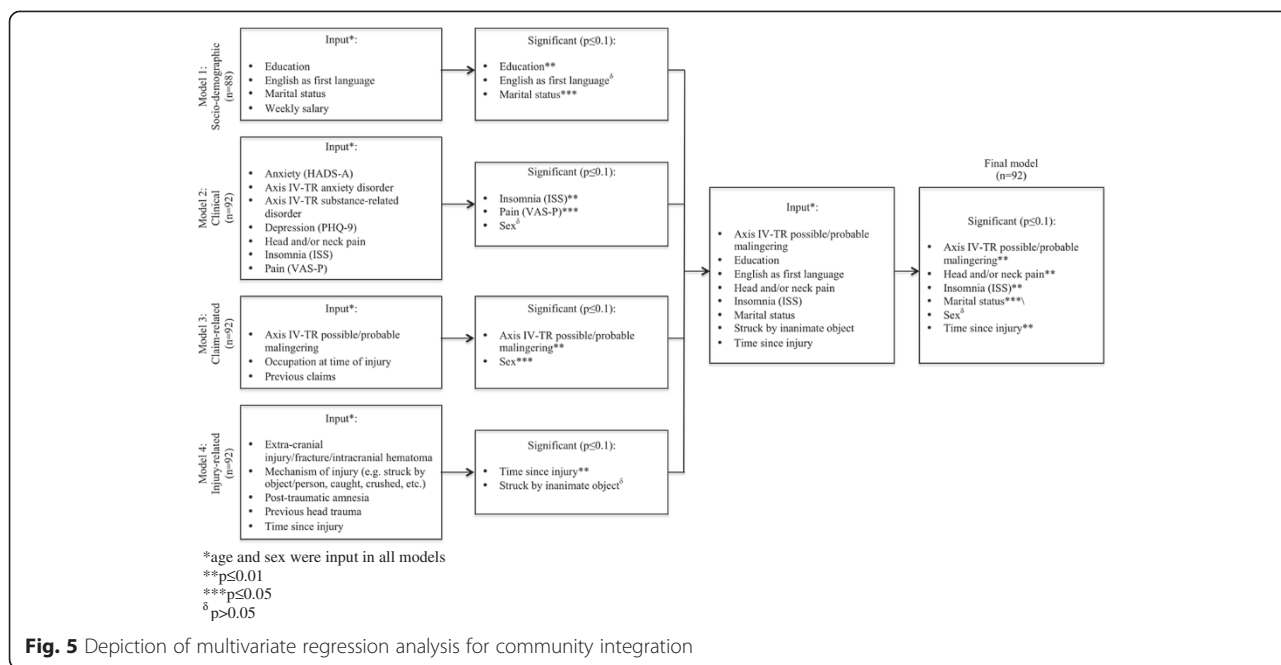 Model 1:
Socio-demographic
(n=88)
Input*:
• Education
• English as first language
• Marital status
• Weekly salary
Significant (p≤0.1):
• Education**
• English as first languageδ
• Marital status***
Model 2:
Clinical
(n=92)
Input*:
• Anxiety (HADS-A)
• Axis IV-TR anxiety disorder
• Axis IV-TR substance-related
disorder
• Depression (PHQ-9)
• Head and/or neck pain
• Insomnia (ISS)
• Pain (VAS-P)
Significant (p≤0.1):
• Insomnia (ISS)**
• Pain (VAS-P)***
• Sexδ
Model 3:
Claim-related
(n=92)
Input*:
• Axis IV-TR possible/probable
malingering
• Occupation at time of injury
• Previous claims
Significant (p≤0.1):
• Axis IV-TR possible/probable
malingering**
• Sex***
Model 4:
Injury-related
(n=92)
Input*:
• Extra-cranial
injury/fracture/intracranial hematoma
• Mechanism of injury (e.g. struck by
object/person, caught, crushed, etc.)
• Post-traumatic amnesia
• Previous head trauma
• Time since injury
Significant (p≤0.1):
• Time since injury**
• Struck by inanimate objectδ
Input*:
• Axis IV-TR possible/probable
malingering
• Education
• English as first language
• Head and/or neck pain
• Insomnia (ISS)
• Marital status
• Struck by inanimate object
• Time since injury
Final model
(n=92)
Significant (p≤0.1):
• Axis IV-TR possible/probable
malingering**
• Head and/or neck pain**
• Insomnia (ISS)**
• Marital status***\
• Sexδ
• Time since injury**
*age and sex were input in all models
**p≤0.01
***p≤0.05
δ p>0.05
Fig. 5 Depiction of multivariate regression analysis for community integration